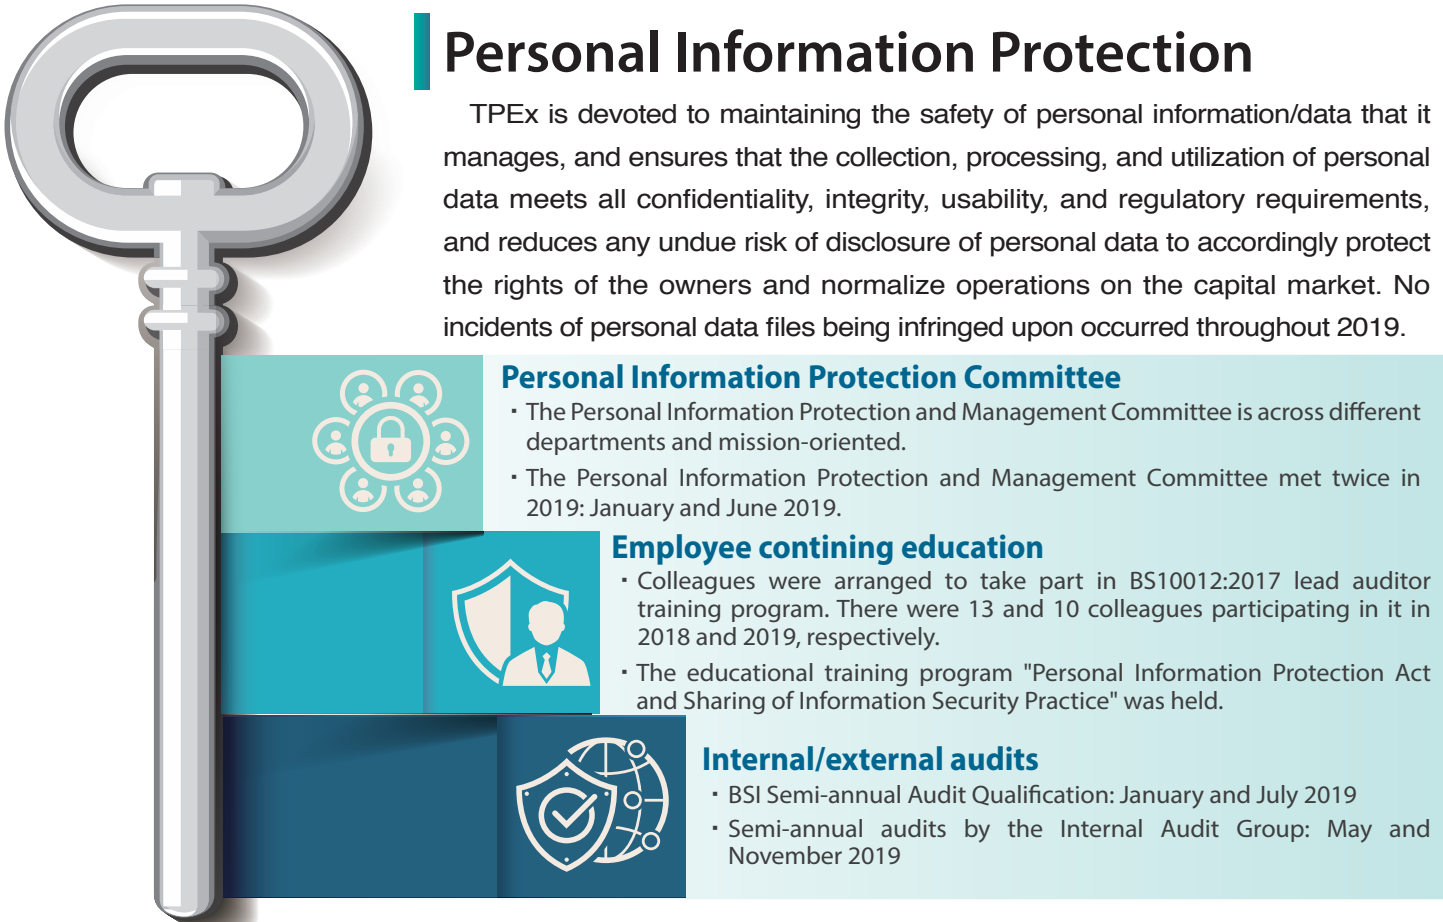 Personal Information Protection
TPEx is devoted to maintaining the safety of personal information/data that it
manages, and ensures that the collection, processing, and utilization of personal
data meets all confidentiality, integrity, usability, and regulatory requirements,
and reduces any undue risk of disclosure of personal data to accordingly protect
the rights of the owners and normalize operations on the capital market. No
incidents of personal data files being infringed upon occurred throughout 2019.
Personal Information Protection Committee
· The Personal Information Protection and Management Committee is across different
departments and mission-oriented.
· The Personal Information Protection and Management Committee met twice in
2019: January and June 2019.
Employee contining education
· Colleagues were arranged to take part in BS10012:2017 lead auditor
training program. There were 13 and 10 colleagues participating in it in
2018 and 2019, respectively.
· The educational training program "Personal Information Protection Act
and Sharing of Information Security Practice" was held.
Internal/external audits
· BSI Semi-annual Audit Qualification: January and July 2019
· Semi-annual audits by the Internal Audit Group: May and
November 2019